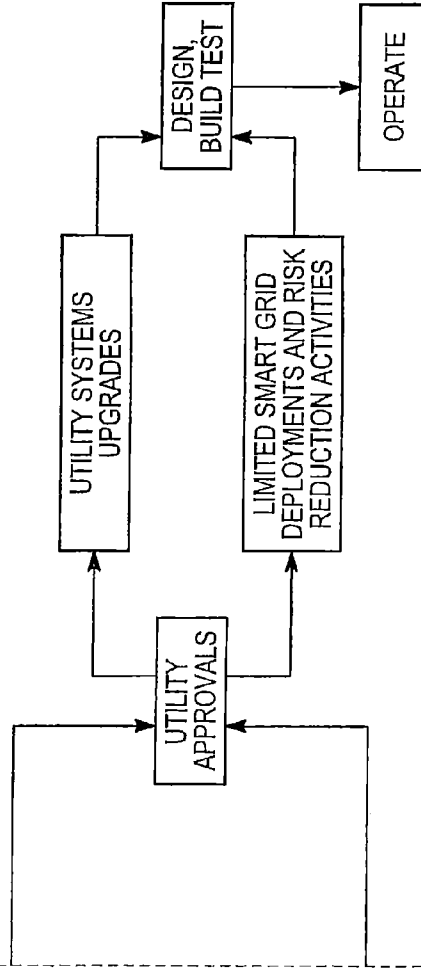 UTILITY
APPROVALS
UTILITY SYSTEMS
UPGRADES
LIMITED SMART GRID
DEPLOYMENTS AND RISK
REDUCTION ACTIVITIES
DESIGN,
BUILD TEST
OPERATE